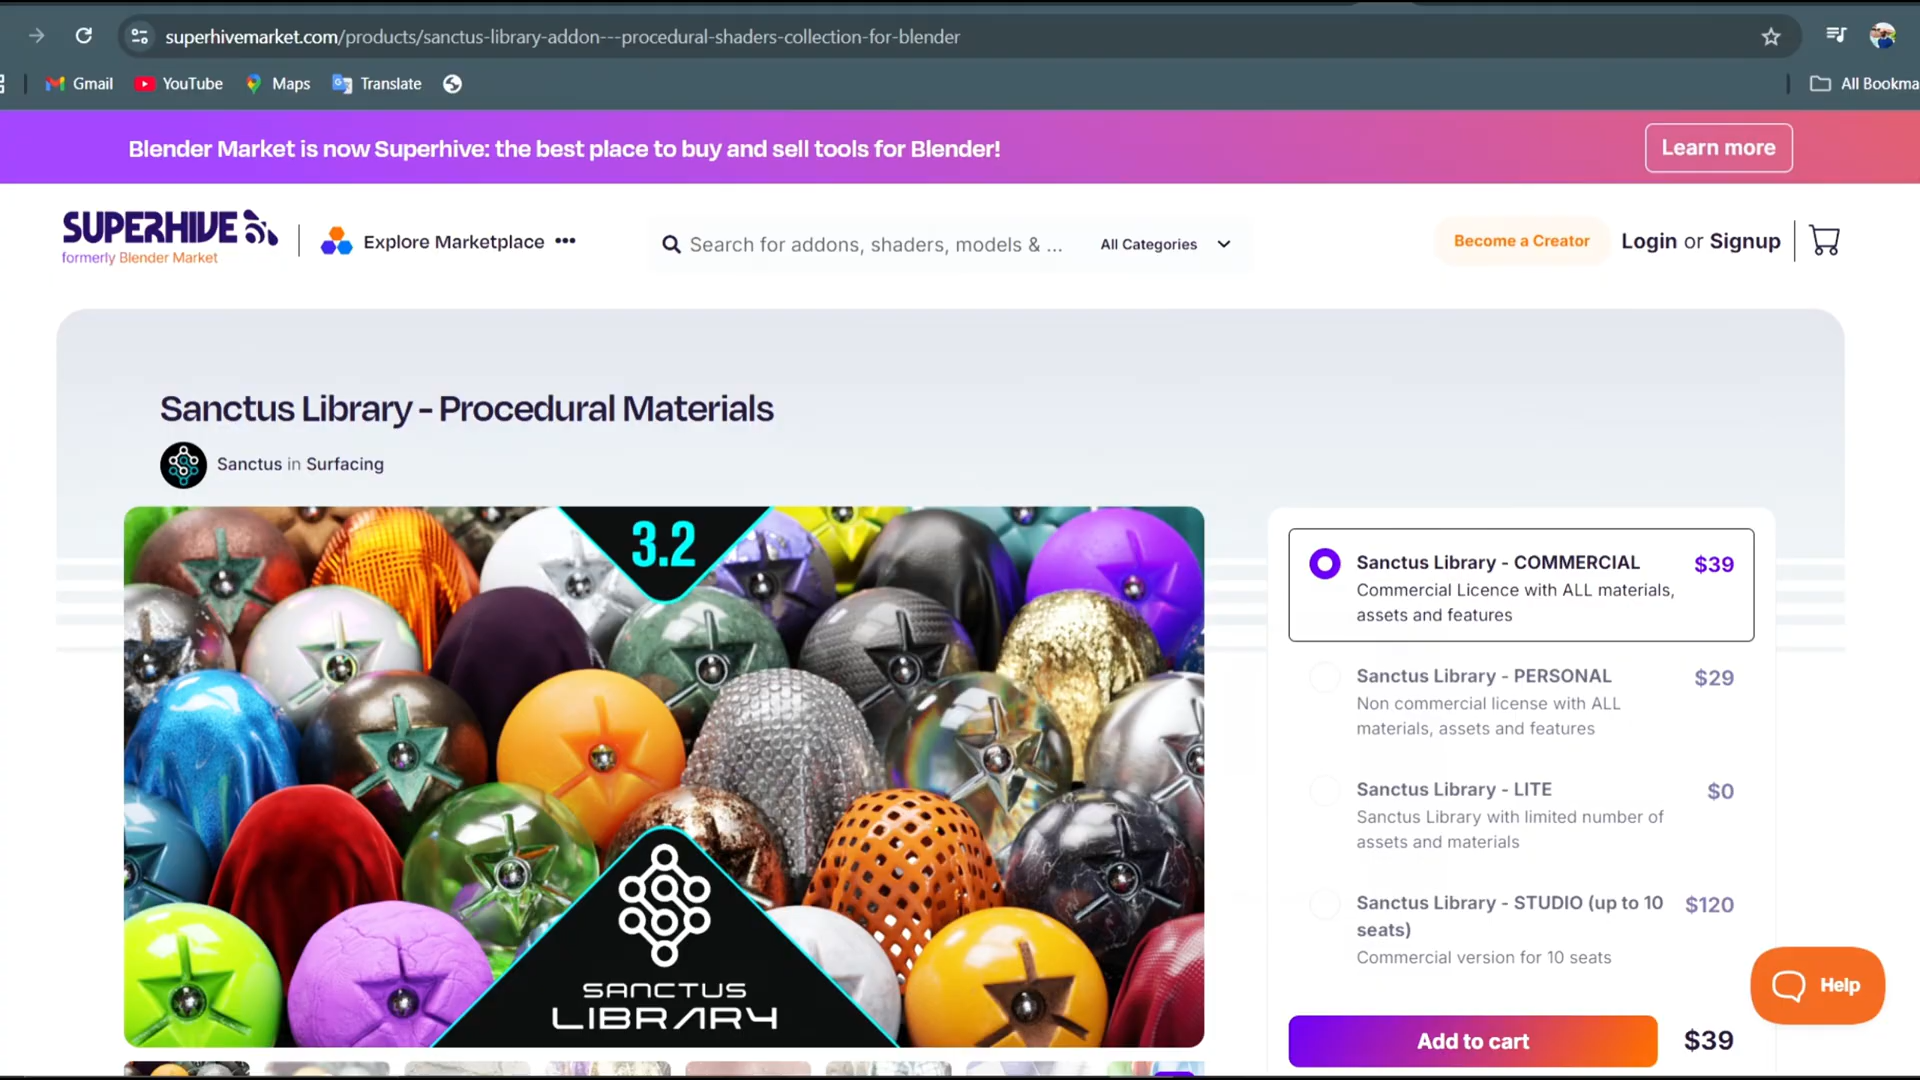 superhivemarket.com/products/sanctus-library-addon---procedural-shaders-collection-for-blender
Gmail YouTube Maps Translate All Bookma
Blender Market is now Superhive: the best place to buy and sell tools for Blender! Learn more
SUPERHIVE
formerly Blender Market
Explore Marketplace •••
Search for addons, shaders, models & ... All Categories
Become a Creator
Login or Signup
Sanctus Library - Procedural Materials
Sanctus in Surfacing
3.2
SANCTUS
LIBRARY
Sanctus Library - COMMERCIAL $39
Commercial Licence with ALL materials,
assets and features
Sanctus Library - PERSONAL $29
Non commercial license with ALL
materials, assets and features
Sanctus Library - LITE $0
Sanctus Library with limited number of
assets and materials
Sanctus Library - STUDIO (up to 10 $120
seats)
Commercial version for 10 seats
Help
Add to cart $39